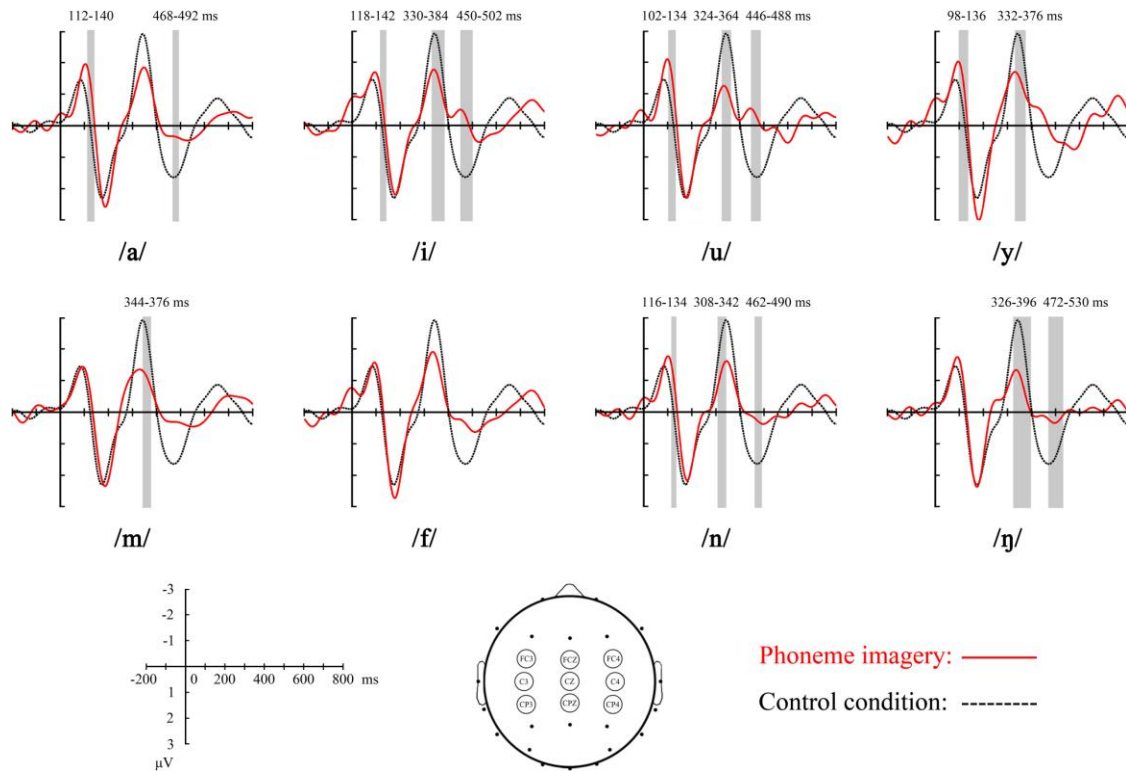 112-140 468-492 ms
118-142 330-384 450-502 ms
102-134 324-364 446-488 ms
98-136 332-376 ms
/a/
/i/
/u/
/y/
344-376 ms
116-134 308-342 462-490 ms
326-396 472-530 ms
/m/
/f/
/n/
/ŋ/
-3
-2
-1
-200 0 200 400 600 800 ms
1
2
3
μV
FC3 FCZ FC4
C3 CZ C4
CP3 CPZ CP4
Phoneme imagery:
Control condition: